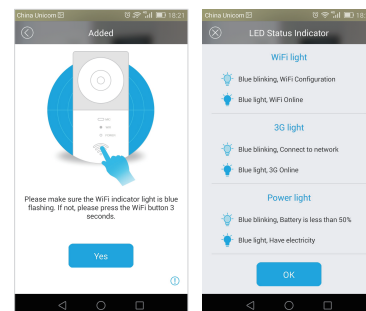 China Unicom 18:21
Added
Please make sure the WiFi indicator light is blue
flashing. If not, please press the WiFi button 3
seconds.
Yes
China Unicom 18:2
LED Status Indicator
WiFi light
Blue blinking, WiFi Configuration
Blue light, WiFi Online
3G light
Blue blinking, Connect to network
Blue light, 3G Online
Power light
Blue blinking, Battery is less than 50%
Blue light, Have electricity
OK